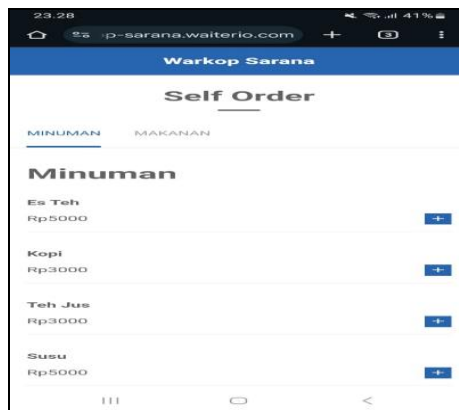 23.28
41%
p-sarana.waiterio.com
3
Warkop Sarana
Self Order
MINUMAN MAKANAN
Minuman
Es Teh
Rp5000
Kopi
Rp3000
Teh Jus
Rp3000
Susu
Rp5000